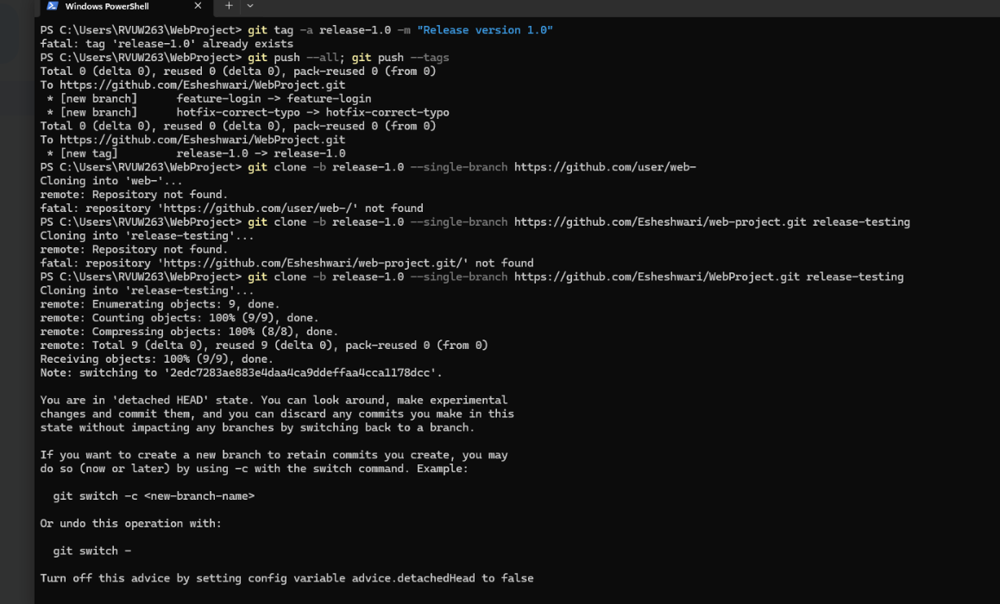 Windows PowerShell
PS C:\Users\RVUW263\WebProject> git tag -a release-1.0 -m "Release version 1.0"
fatal: tag 'release-1.0' already exists
PS C:\Users\RVUW263\WebProject> git push --all; git push --tags
Total 0 (delta 0), reused 0 (delta 0), pack-reused 0 (from 0)
To https://github.com/Esheshwari/WebProject.git
 * [new branch]      feature-login -> feature-login
 * [new branch]      hotfix-correct-typo -> hotfix-correct-typo
Total 0 (delta 0), reused 0 (delta 0), pack-reused 0 (from 0)
To https://github.com/Esheshwari/WebProject.git
 * [new tag]         release-1.0 -> release-1.0
PS C:\Users\RVUW263\WebProject> git clone -b release-1.0 --single-branch https://github.com/user/web-
Cloning into 'web-'...
remote: Repository not found.
fatal: repository 'https://github.com/user/web-/' not found
PS C:\Users\RVUW263\WebProject> git clone -b release-1.0 --single-branch https://github.com/Esheshwari/web-project.git release-testing
Cloning into 'release-testing'...
remote: Repository not found.
fatal: repository 'https://github.com/Esheshwari/web-project.git/' not found
PS C:\Users\RVUW263\WebProject> git clone -b release-1.0 --single-branch https://github.com/Esheshwari/WebProject.git release-testing
Cloning into 'release-testing'...
remote: Enumerating objects: 9, done.
remote: Counting objects: 100% (9/9), done.
remote: Compressing objects: 100% (8/8), done.
remote: Total 9 (delta 0), reused 9 (delta 0), pack-reused 0 (from 0)
Receiving objects: 100% (9/9), done.
Note: switching to '2edc7283ae883e4daa4ca9ddeffaa4cca1178dcc'.
You are in 'detached HEAD' state. You can look around, make experimental
changes and commit them, and you can discard any commits you make in this
state without impacting any branches by switching back to a branch.
If you want to create a new branch to retain commits you create, you may
do so (now or later) by using -c with the switch command. Example:
  git switch -c <new-branch-name>
Or undo this operation with:
  git switch -
Turn off this advice by setting config variable advice.detachedHead to false